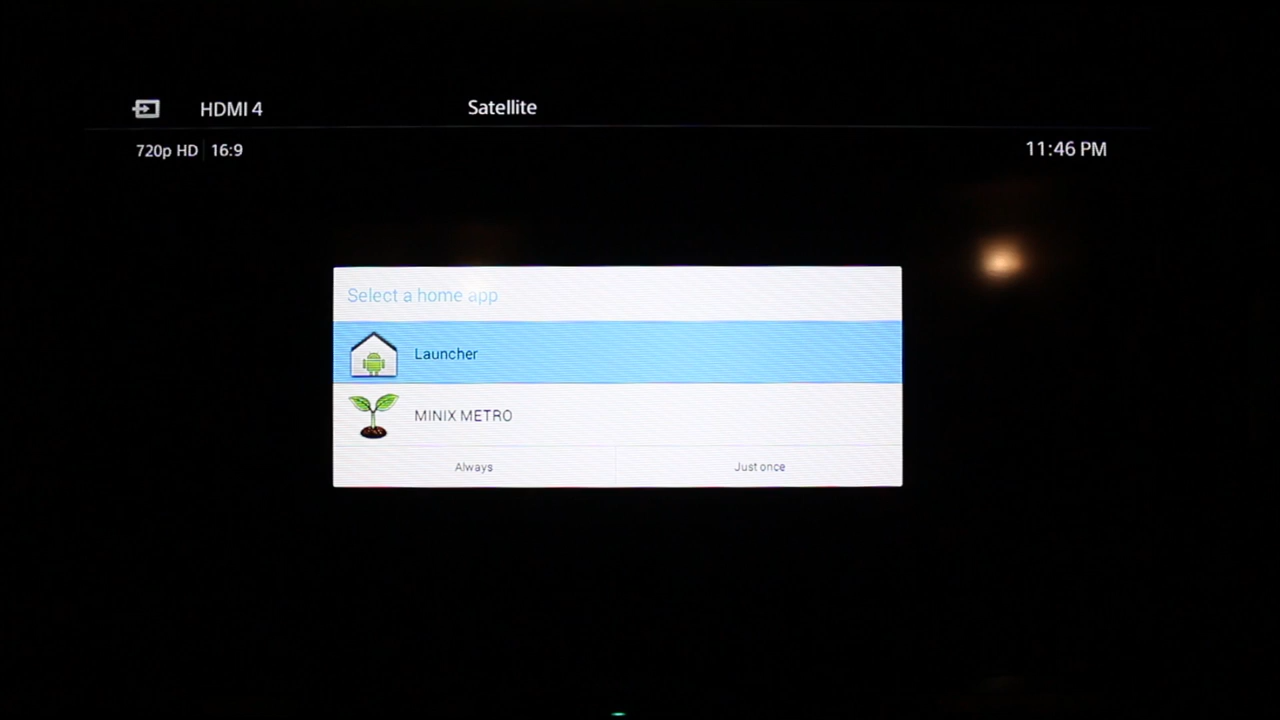 HDMI 4 Satellite
720p HD 16:9 11:46 PM
Select a home app
Launcher
MINIX METRO
Always Just once